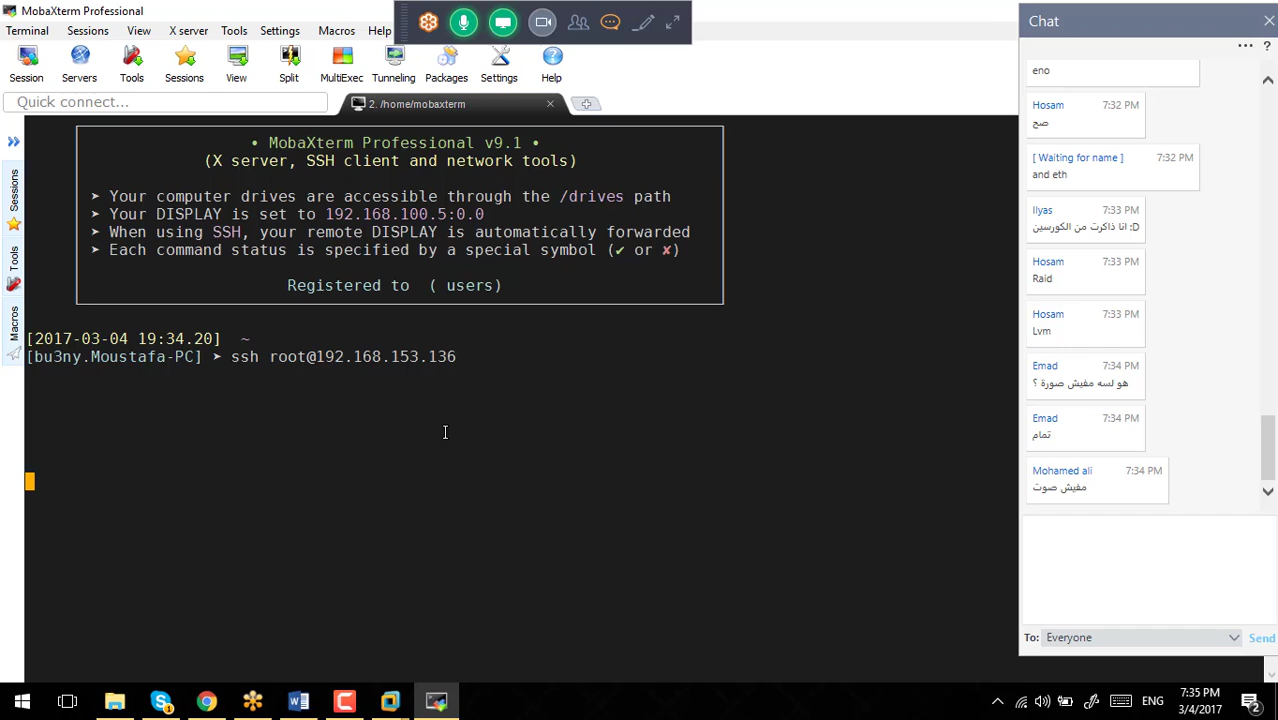 MobaXterm Professional
Terminal Sessions View X server Tools Settings Macros Help
Session Servers Tools Sessions View Split MultiExec Tunneling Packages Settings Help
Quick connect...
2. /home/mobaxterm
Sessions
Tools
Macros
• MobaXterm Professional v9.1 •
(X server, SSH client and network tools)
➤ Your computer drives are accessible through the /drives path
➤ Your DISPLAY is set to 192.168.100.5:0.0
➤ When using SSH, your remote DISPLAY is automatically forwarded
➤ Each command status is specified by a special symbol (✔ or ✘)
Registered to ( users)
[2017-03-04 19:34.20] ~
[bu3ny.Moustafa-PC] ➤ ssh root@192.168.153.136
Chat
eno
Hosam 7:32 PM
صح
[ Waiting for name ] 7:32 PM
and eth
Ilyas 7:33 PM
انا ذاكرت من الكورسين :D
Hosam 7:33 PM
Raid
Hosam 7:33 PM
Lvm
Emad 7:34 PM
هو لسه مفيش صورة ؟
Emad 7:34 PM
تمام
Mohamed ali 7:34 PM
مفيش صوت
To: Everyone Send
ENG
7:35 PM
3/4/2017
2